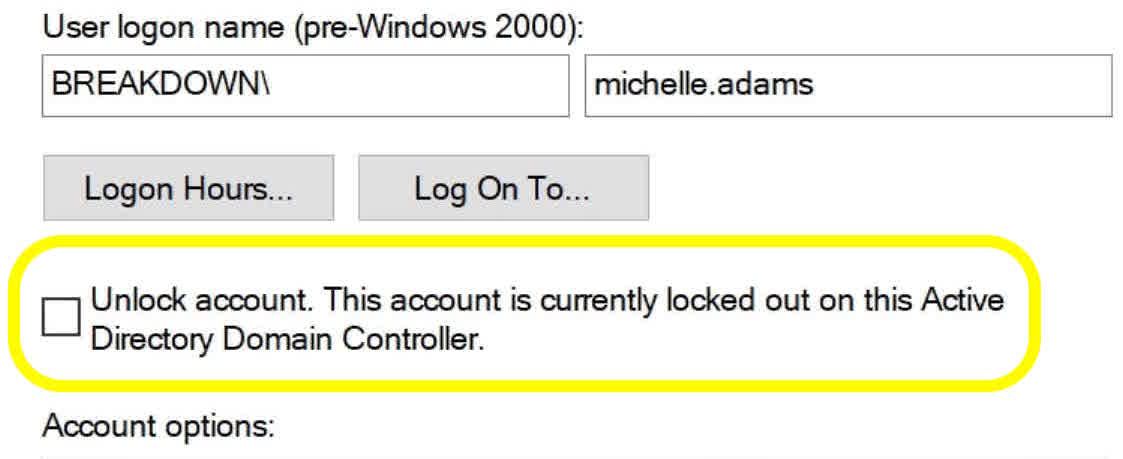 User logon name (pre-Windows 2000):
BREAKDOWN\ michelle.adams
Logon Hours... Log On To...
Unlock account. This account is currently locked out on this Active
Directory Domain Controller.
Account options: